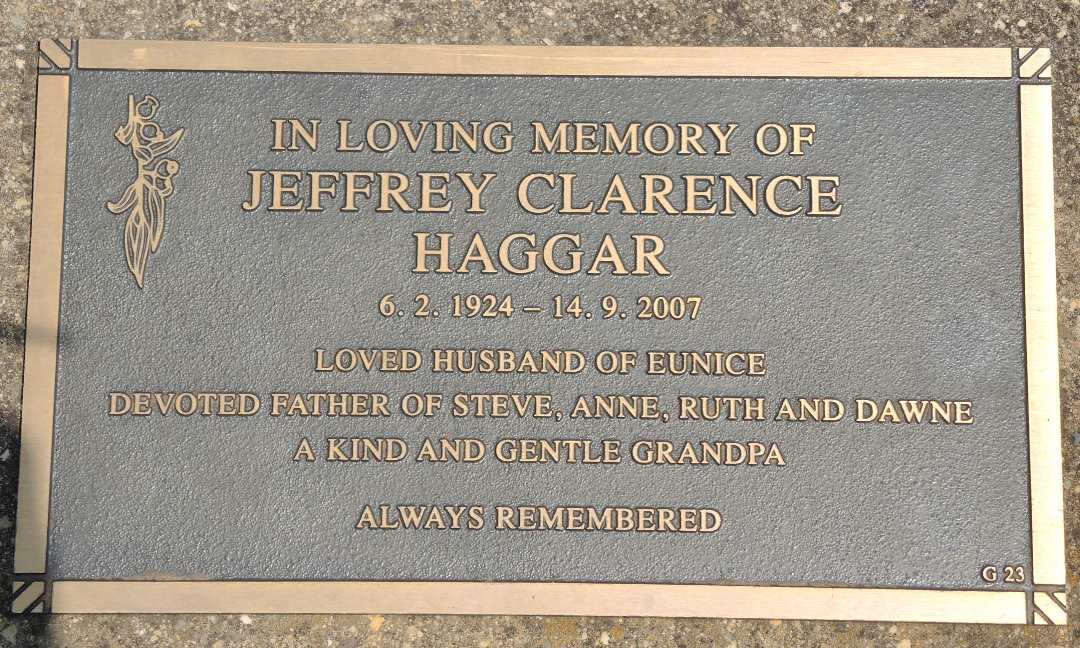 IN LOVING MEMORY OF
JEFFREY CLARENCE
HAGGAR
6. 2. 1924 – 14. 9. 2007
LOVED HUSBAND OF EUNICE
DEVOTED FATHER OF STEVE, ANNE, RUTH AND DAWNE
A KIND AND GENTLE GRANDPA
ALWAYS REMEMBERED
G 23